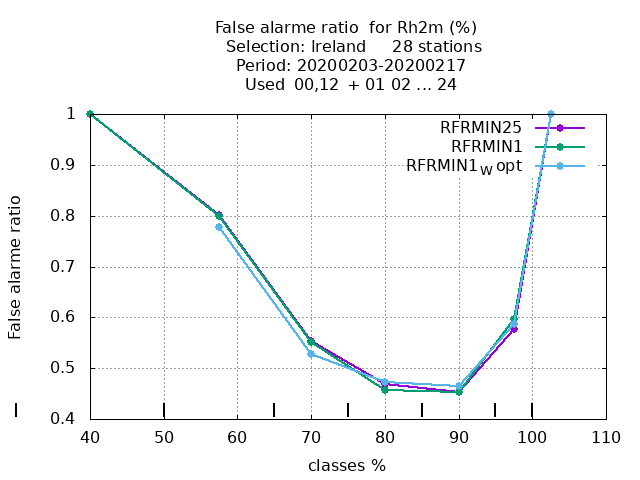 False alarme ratio for Rh2m (%)
Selection: Ireland 28 stations
Period: 20200203-20200217
Used 00,12 + 01 02 ... 24
RFRMIN25
RFRMIN1
RFRMIN1W opt
False alarme ratio
1
0.9
0.8
0.7
0.6
0.5
0.4
40 50 60 70 80 90 100 110
classes %